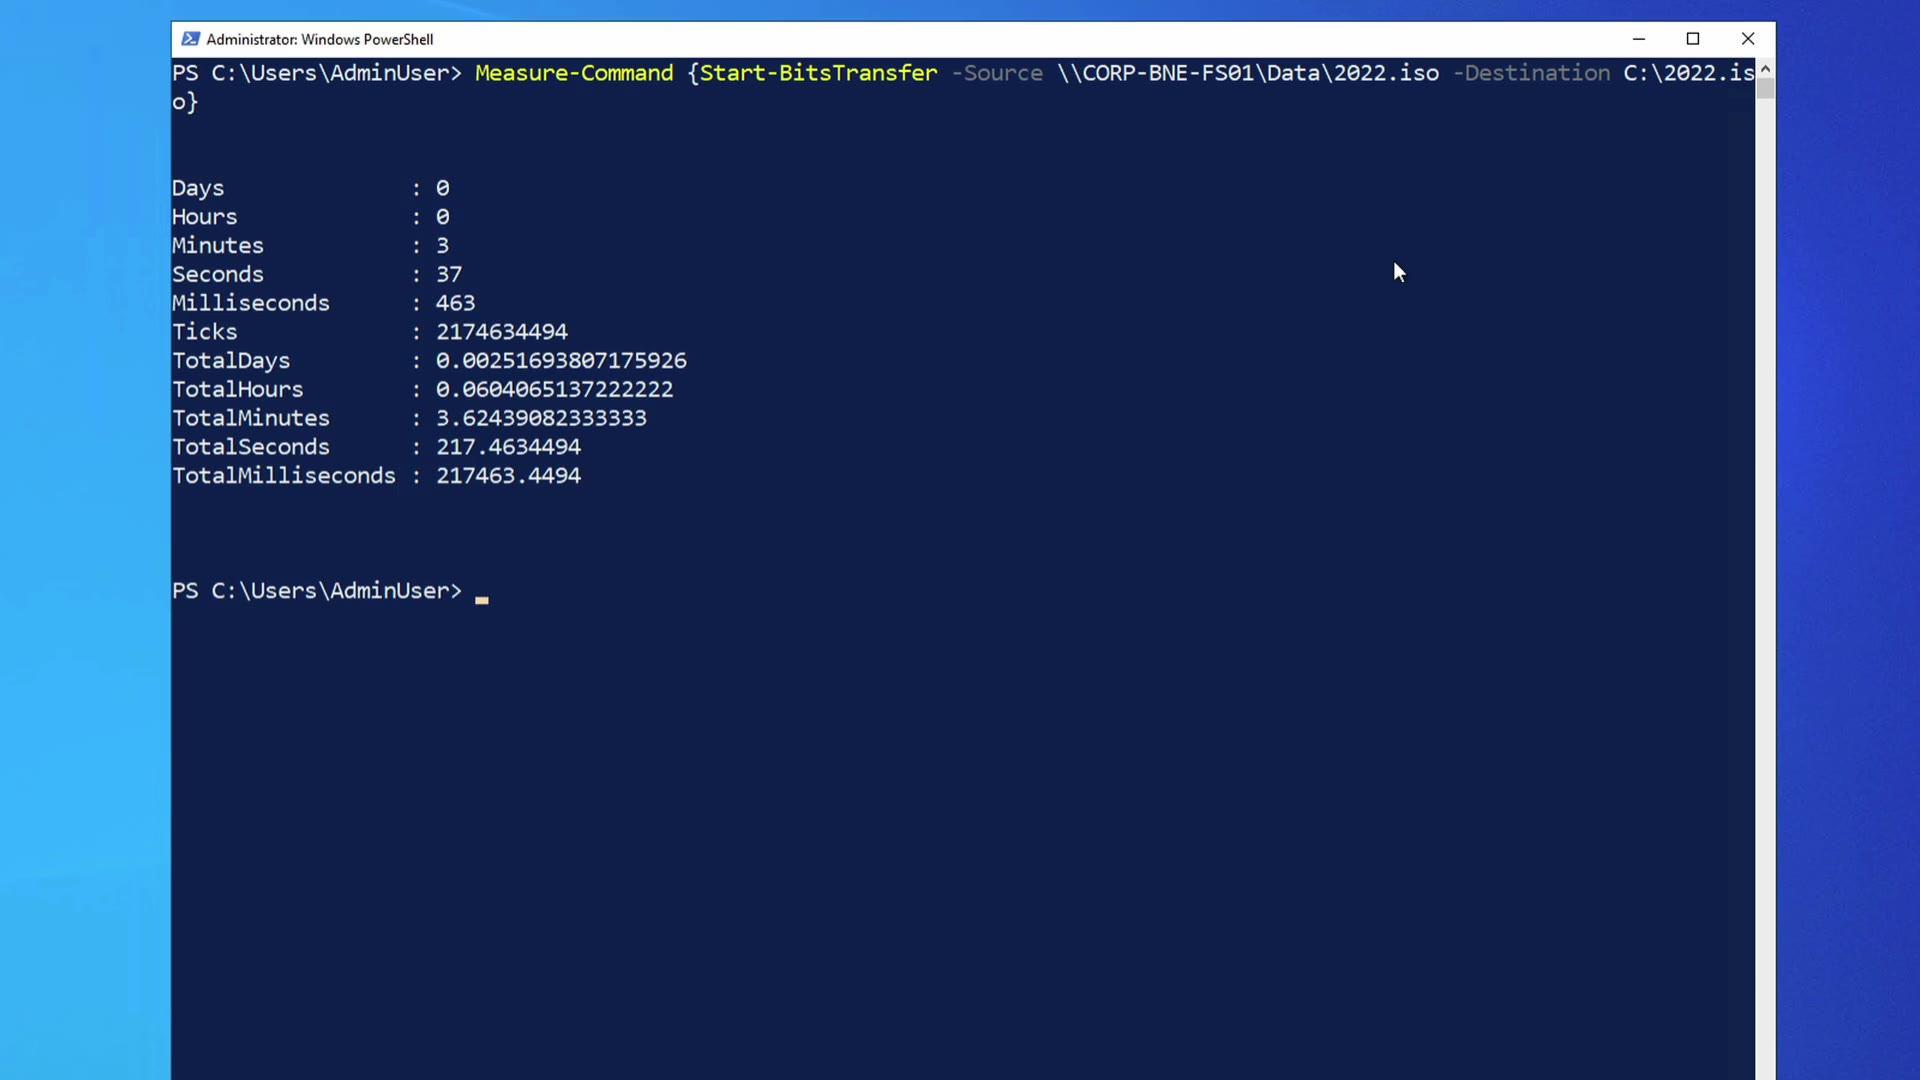 Administrator: Windows PowerShell
PS C:\Users\AdminUser> Measure-Command {Start-BitsTransfer -Source \\CORP-BNE-FS01\Data\2022.iso -Destination C:\2022.is
o}
Days              : 0
Hours             : 0
Minutes           : 3
Seconds           : 37
Milliseconds      : 463
Ticks             : 2174634494
TotalDays         : 0.00251693807175926
TotalHours        : 0.0604065137222222
TotalMinutes      : 3.62439082333333
TotalSeconds      : 217.4634494
TotalMilliseconds : 217463.4494
PS C:\Users\AdminUser>